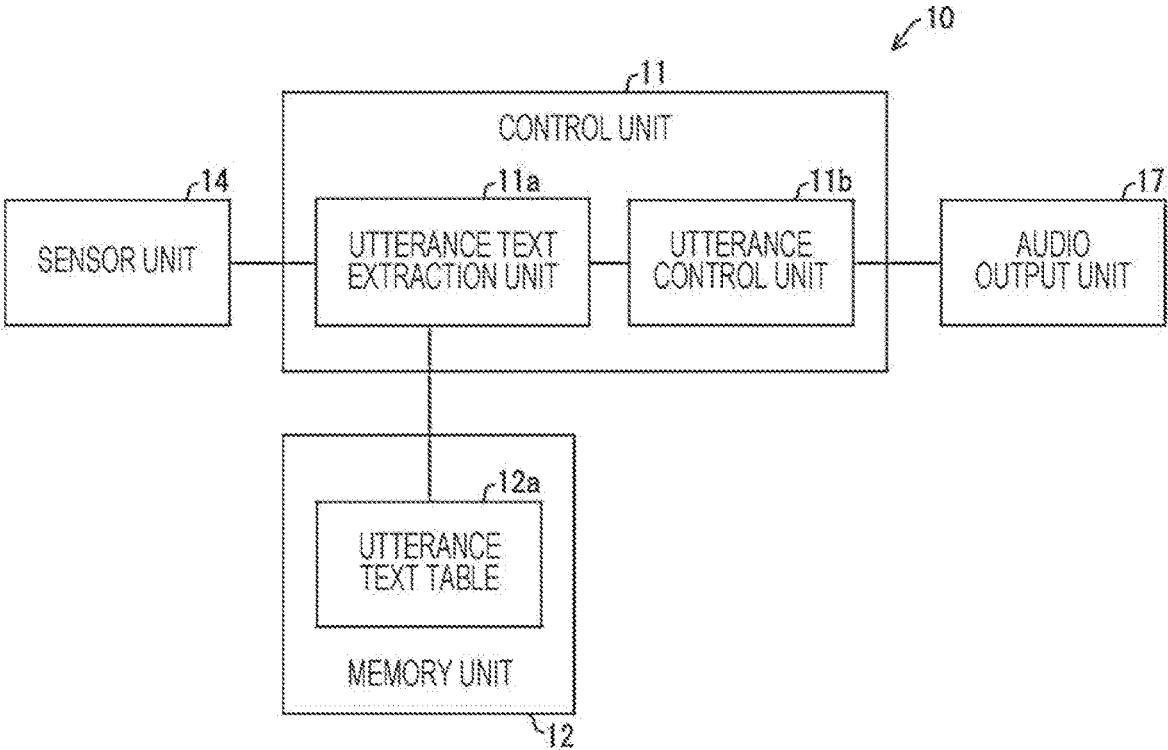 10
11
CONTROL UNIT
14
11a
11b
17
SENSOR UNIT
UTTERANCE TEXT
EXTRACTION UNIT
UTTERANCE
CONTROL UNIT
AUDIO
OUTPUT UNIT
12a
UTTERANCE
TEXT TABLE
MEMORY UNIT
12